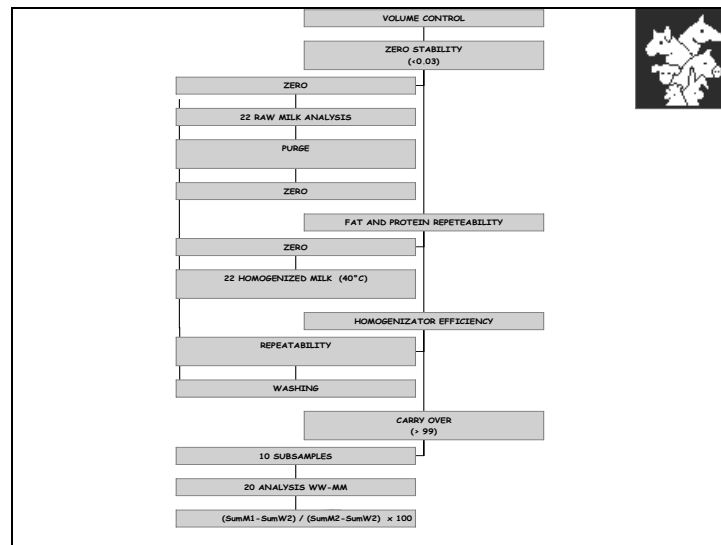 VOLUME CONTROL
ZERO STABILITY
(<0.03)
ZERO
22 RAW MILK ANALYSIS
PURGE
ZERO
FAT AND PROTEIN REPETEABILITY
ZERO
22 HOMOGENIZED MILK (40°C)
HOMOGENIZATOR EFFICIENCY
REPEATABILITY
WASHING
CARRY OVER
(> 99)
10 SUBSAMPLES
20 ANALYSIS WW-MM
(SumM1-SumW2) / (SumM2-SumW2) x 100